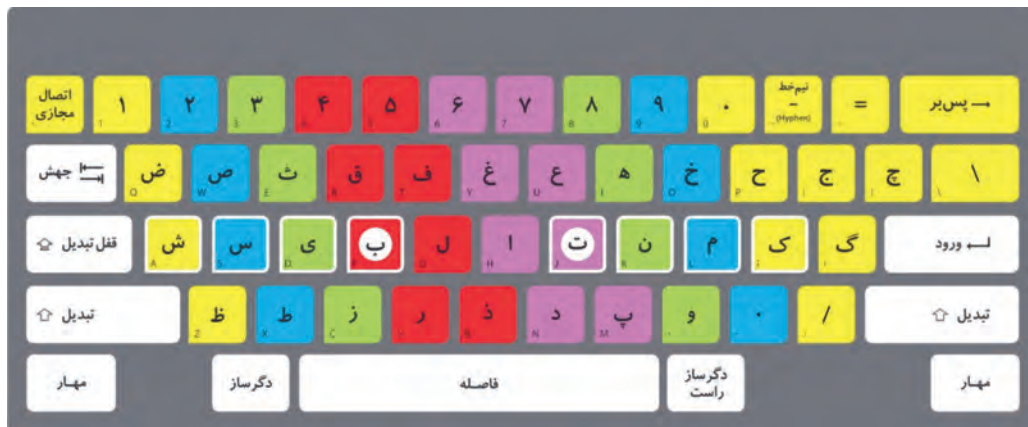 اتصال مجازی ۱ ۲ ۳ ۴ ۵ ۶ ۷ ۸ ۹ ۰ نیم‌خط - (Hyphen) = پس‌بر
جهش ض ص ث ق ف غ ع ه خ ح ج چ \
قفل تبدیل ش س ی ب ل ا ت ن م ک گ ورود
تبدیل ظ ط ز ر ذ د پ و . / تبدیل
مهار دگرساز فاصله دگرساز راست مهار